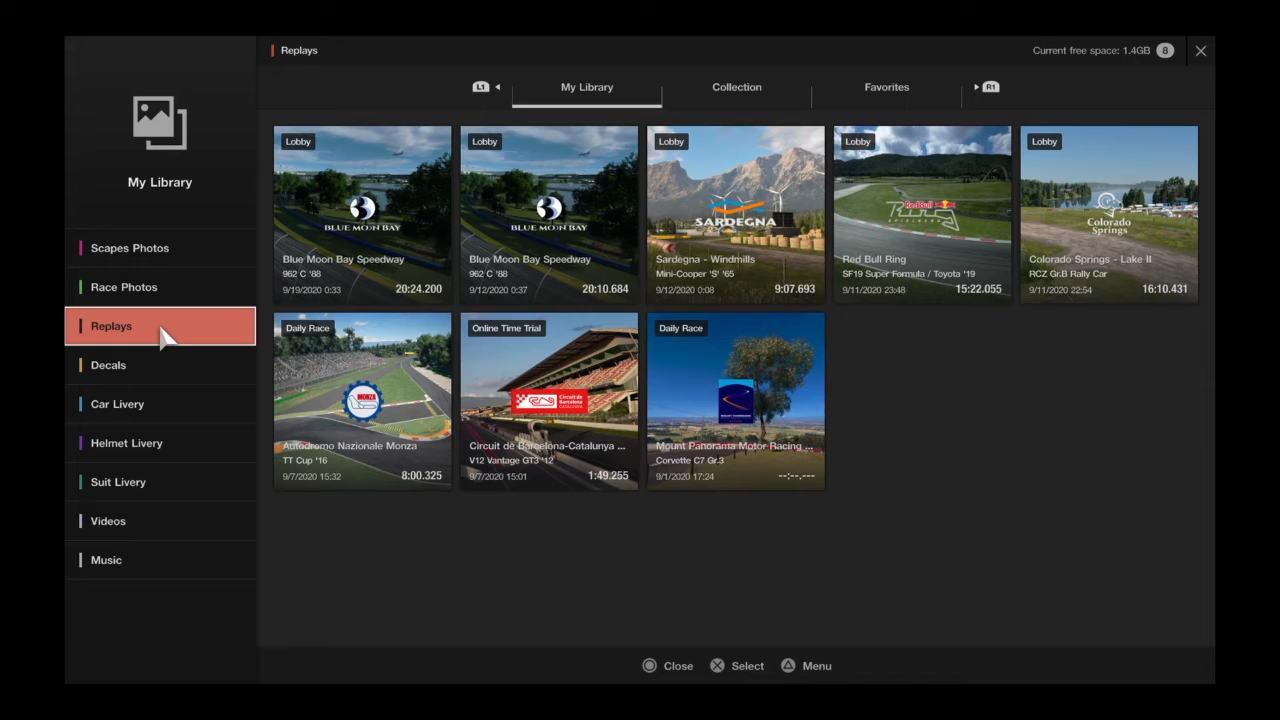 Replays
Current free space: 1.4GB 8
My Library
L1 My Library Collection Favorites R1
Scapes Photos
Race Photos
Replays
Decals
Car Livery
Helmet Livery
Suit Livery
Videos
Music
Lobby
BLUE MOON BAY
Blue Moon Bay Speedway
962 C '88
9/19/2020 0:33 20:24.200
Lobby
BLUE MOON BAY
Blue Moon Bay Speedway
962 C '88
9/12/2020 0:37 20:10.684
Lobby
SARDEGNA
Sardegna - Windmills
Mini-Cooper 'S' '65
9/12/2020 0:08 9:07.693
Lobby
Red Bull
Ring
Red Bull Ring
SF19 Super Formula / Toyota '19
9/11/2020 23:48 15:22.055
Lobby
Colorado
Springs
Colorado Springs - Lake II
RCZ Gr.B Rally Car
9/11/2020 22:54 16:10.431
Daily Race
MONZA
Autodromo Nazionale Monza
TT Cup '16
9/7/2020 15:32 8:00.325
Online Time Trial
Circuit de
Barcelona
CATALUNYA
Circuit de Barcelona-Catalunya ...
V12 Vantage GT3 '12
9/7/2020 15:01 1:49.255
Daily Race
Mount Panorama Motor Racing ...
Corvette C7 Gr.3
9/1/2020 17:24 --:--.---
Close Select Menu